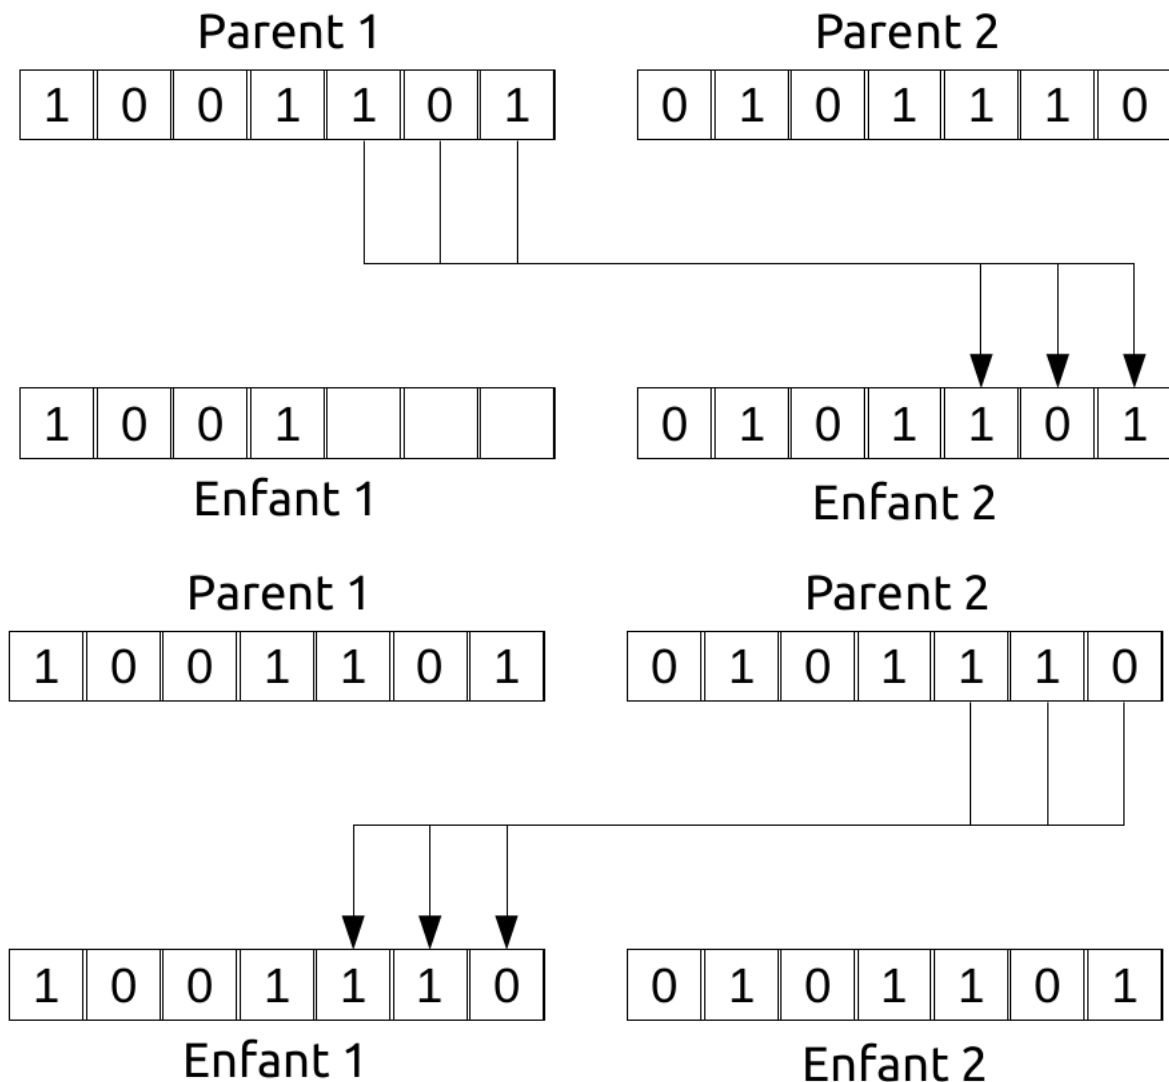 Parent 1 Parent 2
1 0 0 1 1 0 1 0 1 0 1 1 1 0
1 0 0 1 0 1 0 1 1 0 1
Enfant 1 Enfant 2
Parent 1 Parent 2
1 0 0 1 1 0 1 0 1 0 1 1 1 0
1 0 0 1 1 1 0 0 1 0 1 1 0 1
Enfant 1 Enfant 2